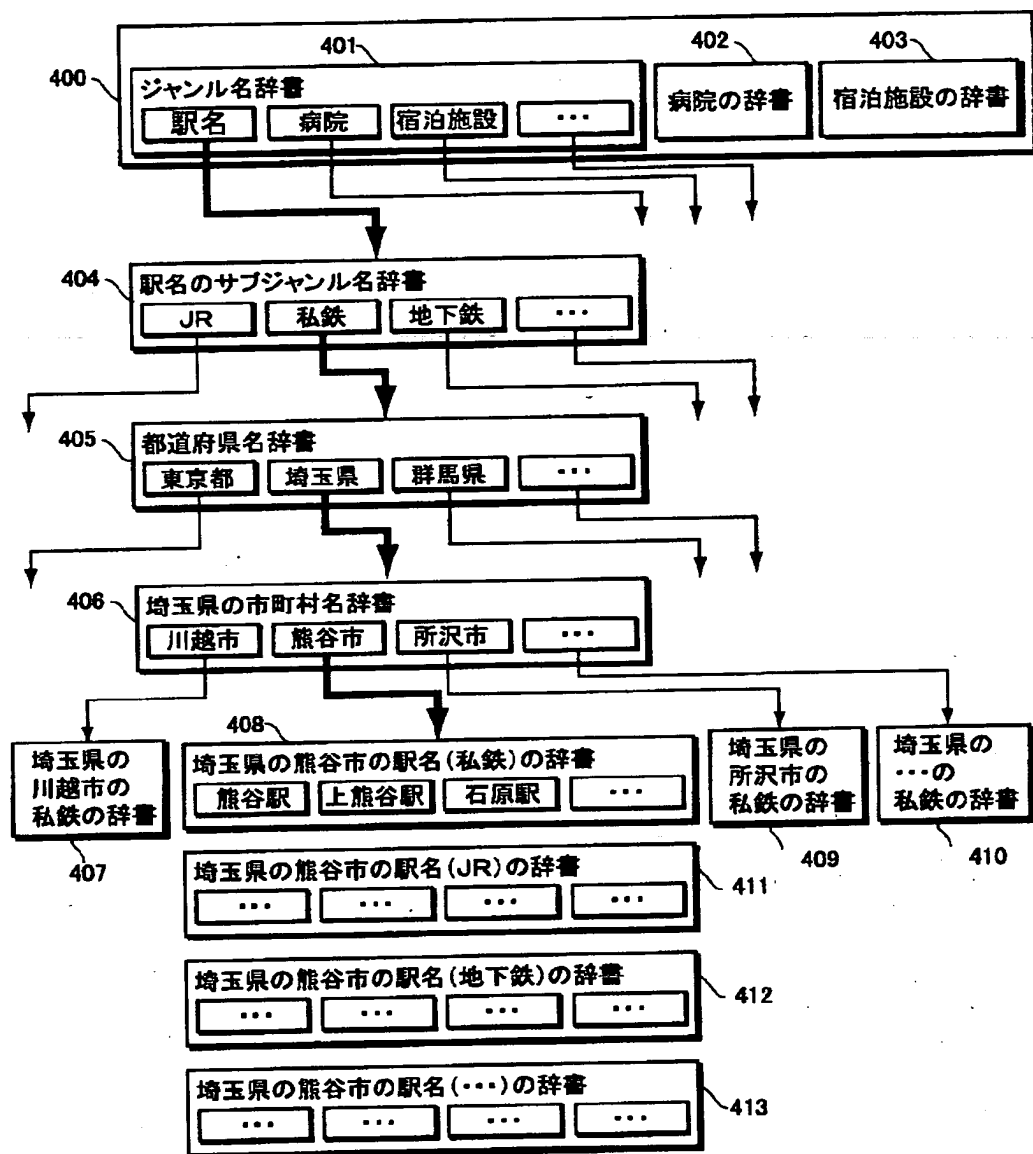 401
402
403
400
ジャンル名辞書
駅名
病院
宿泊施設
・・・
病院の辞書
宿泊施設の辞書
404
駅名のサブジャンル名辞書
JR
私鉄
地下鉄
・・・
405
都道府県名辞書
東京都
埼玉県
群馬県
・・・
406
埼玉県の市町村名辞書
川越市
熊谷市
所沢市
・・・
埼玉県の
川越市の
私鉄の辞書
407
408
埼玉県の熊谷市の駅名(私鉄)の辞書
熊谷駅
上熊谷駅
石原駅
・・・
埼玉県の
所沢市の
私鉄の辞書
409
埼玉県の
・・・の
私鉄の辞書
410
埼玉県の熊谷市の駅名(JR)の辞書
・・・
・・・
・・・
・・・
411
埼玉県の熊谷市の駅名(地下鉄)の辞書
・・・
・・・
・・・
・・・
412
埼玉県の熊谷市の駅名(・・・)の辞書
・・・
・・・
・・・
・・・
413